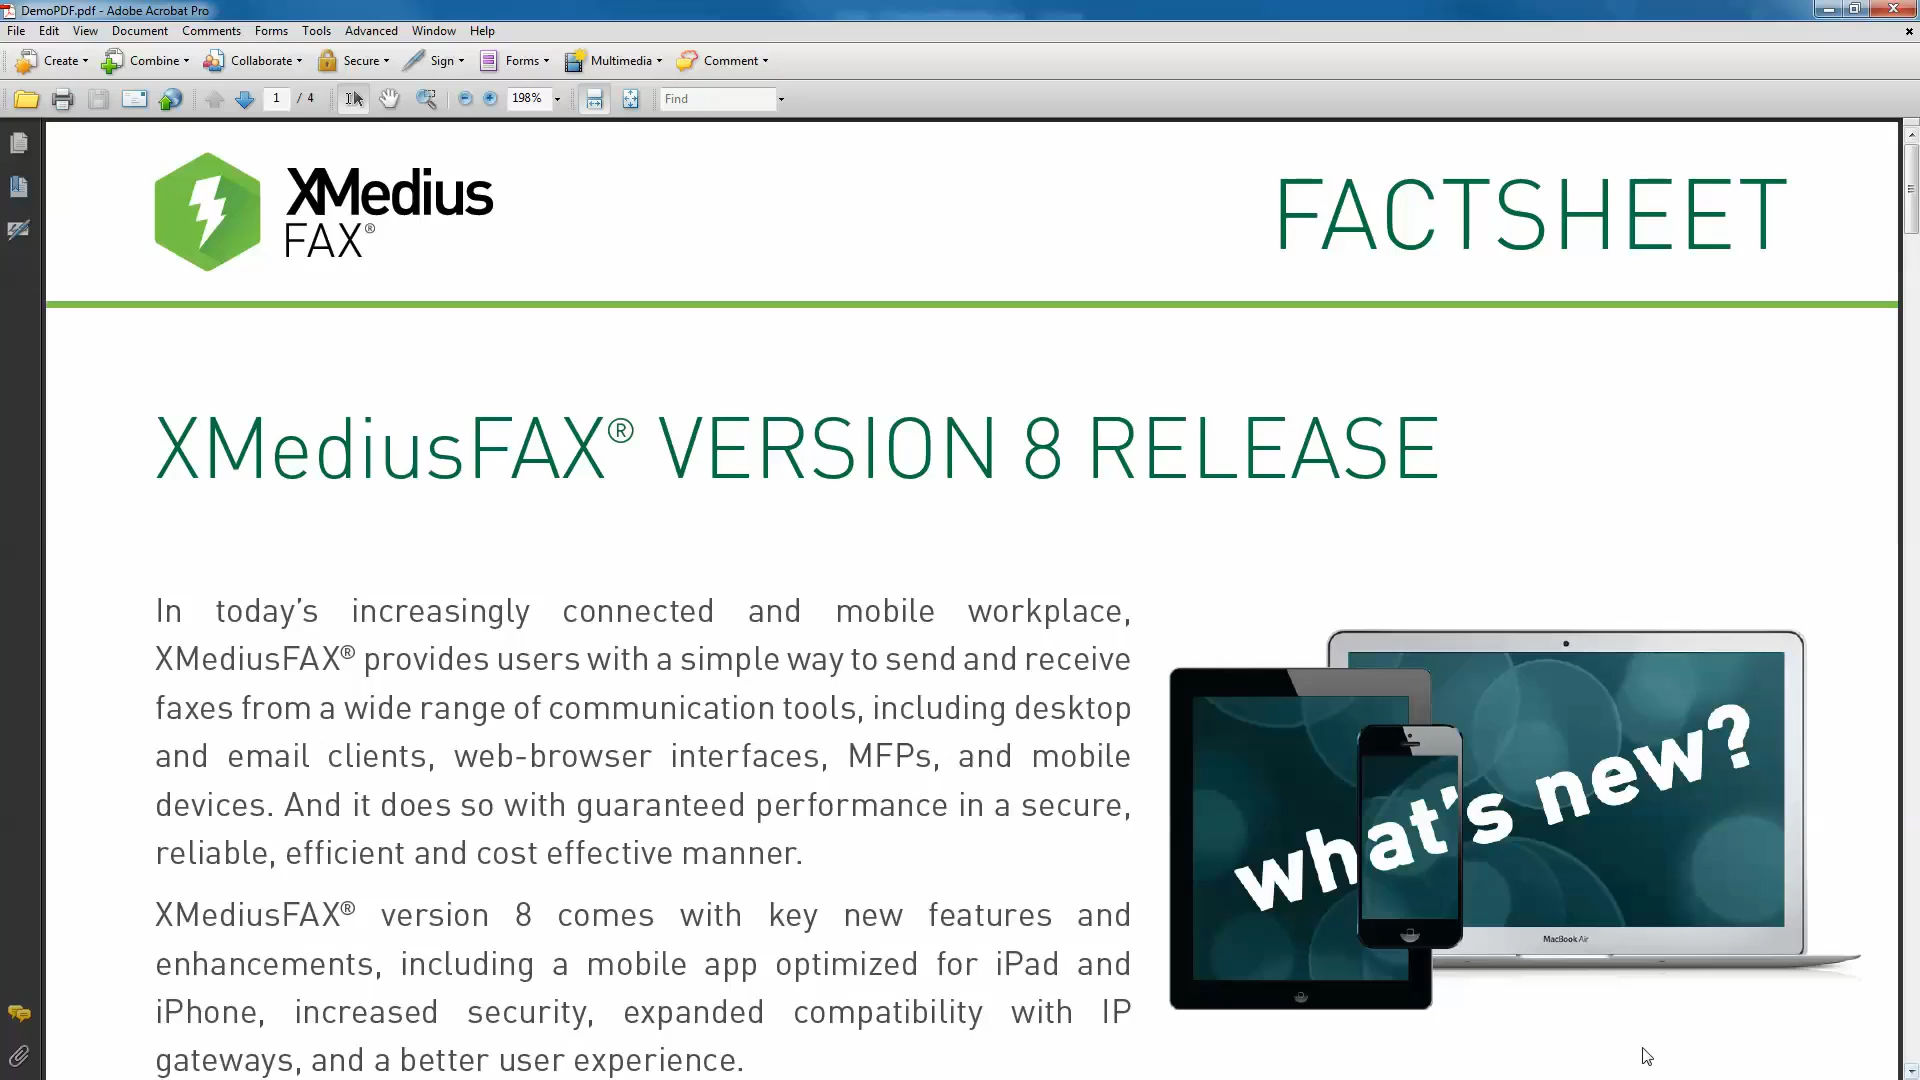 DemoPDF.pdf - Adobe Acrobat Pro
File Edit View Document Comments Forms Tools Advanced Window Help
Create Combine Collaborate Secure Sign Forms Multimedia Comment
1 / 4 198% Find
XMedius
FAX®
FACTSHEET
XMediusFAX® VERSION 8 RELEASE
In today's increasingly connected and mobile workplace,
XMediusFAX® provides users with a simple way to send and receive
faxes from a wide range of communication tools, including desktop
and email clients, web-browser interfaces, MFPs, and mobile
devices. And it does so with guaranteed performance in a secure,
reliable, efficient and cost effective manner.
XMediusFAX® version 8 comes with key new features and
enhancements, including a mobile app optimized for iPad and
iPhone, increased security, expanded compatibility with IP
gateways, and a better user experience.
what's new?
MacBook Air